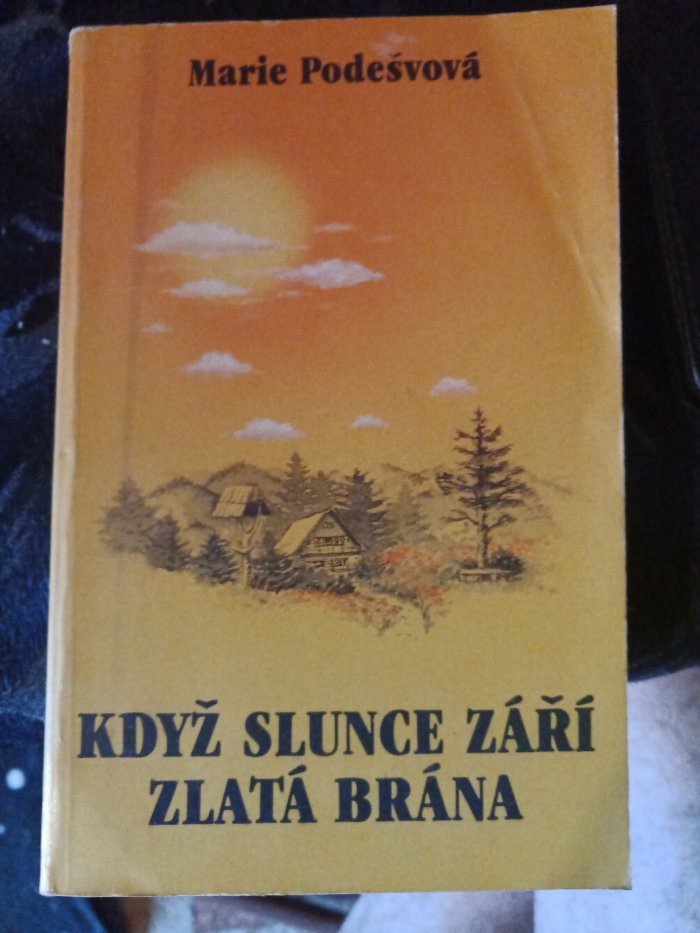 Marie Podešvová
KDYŽ SLUNCE ZÁŘÍ
ZLATÁ BRÁNA